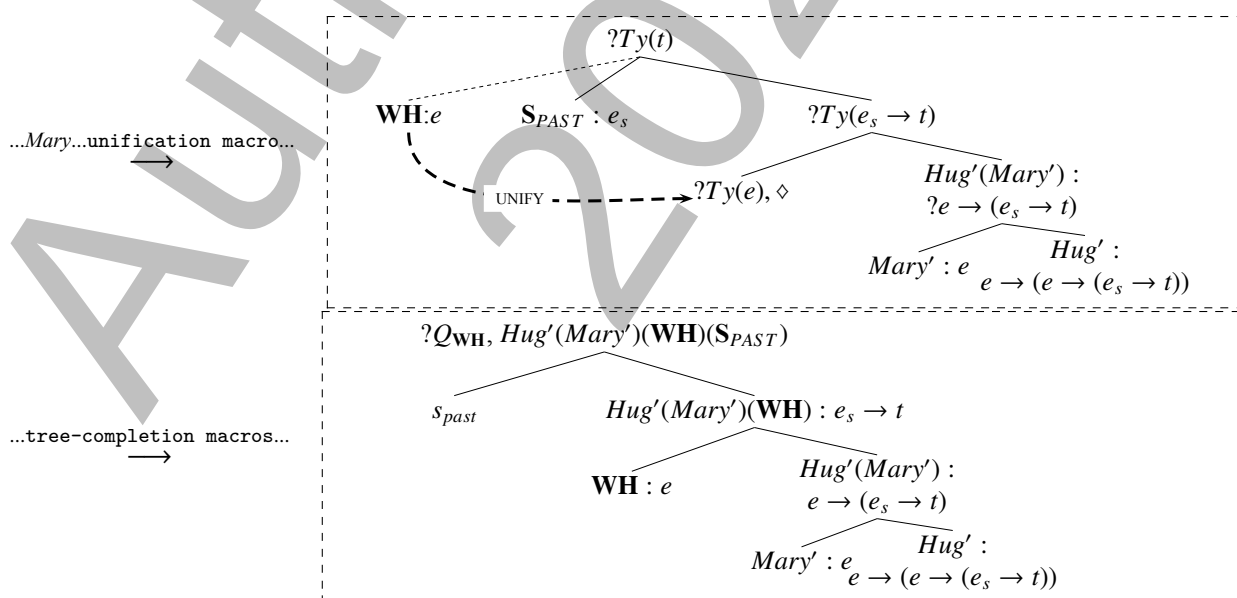 ?Ty(t)
WH:e
S_PAST : e_s
?Ty(e_s → t)
...Mary...unification macro...
⟶
UNIFY
?Ty(e), ⋄
Hug′(Mary′) :
?e → (e_s → t)
Mary′ : e
Hug′ :
e → (e → (e_s → t))
?Q_WH, Hug′(Mary′)(WH)(S_PAST)
s_past
Hug′(Mary′)(WH) : e_s → t
...tree-completion macros...
⟶
WH : e
Hug′(Mary′) :
e → (e_s → t)
Mary′ : e
Hug′ :
e → (e → (e_s → t))